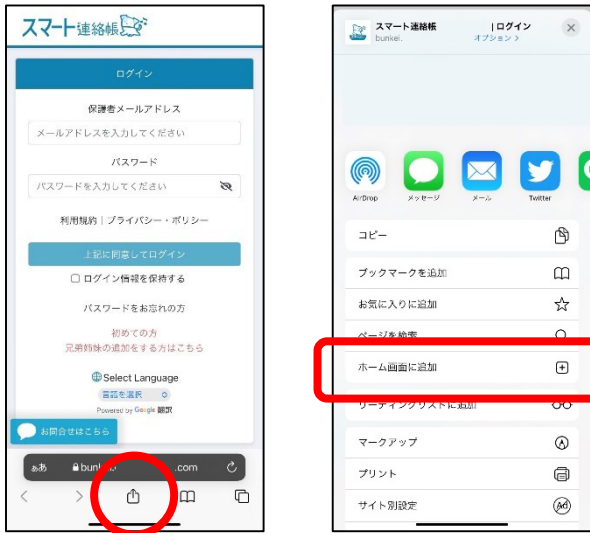 スマート連絡帳
ログイン
保護者メールアドレス
メールアドレスを入力してください
パスワード
パスワードを入力してください
利用規約｜プライバシー・ポリシー
上記に同意してログイン
ログイン情報を保持する
パスワードをお忘れの方
初めての方
兄弟姉妹の追加をする方はこちら
Select Language
言語を選択
Powered by Google 翻訳
お問合せはこちら
ぁあ bun .com
スマート連絡帳 | ログイン
bunkei. オプション
AirDrop メッセージ メール Twitter
コピー
ブックマークを追加
お気に入りに追加
ページを検索
ホーム画面に追加
リーディングリストに追加
マークアップ
プリント
サイト別設定